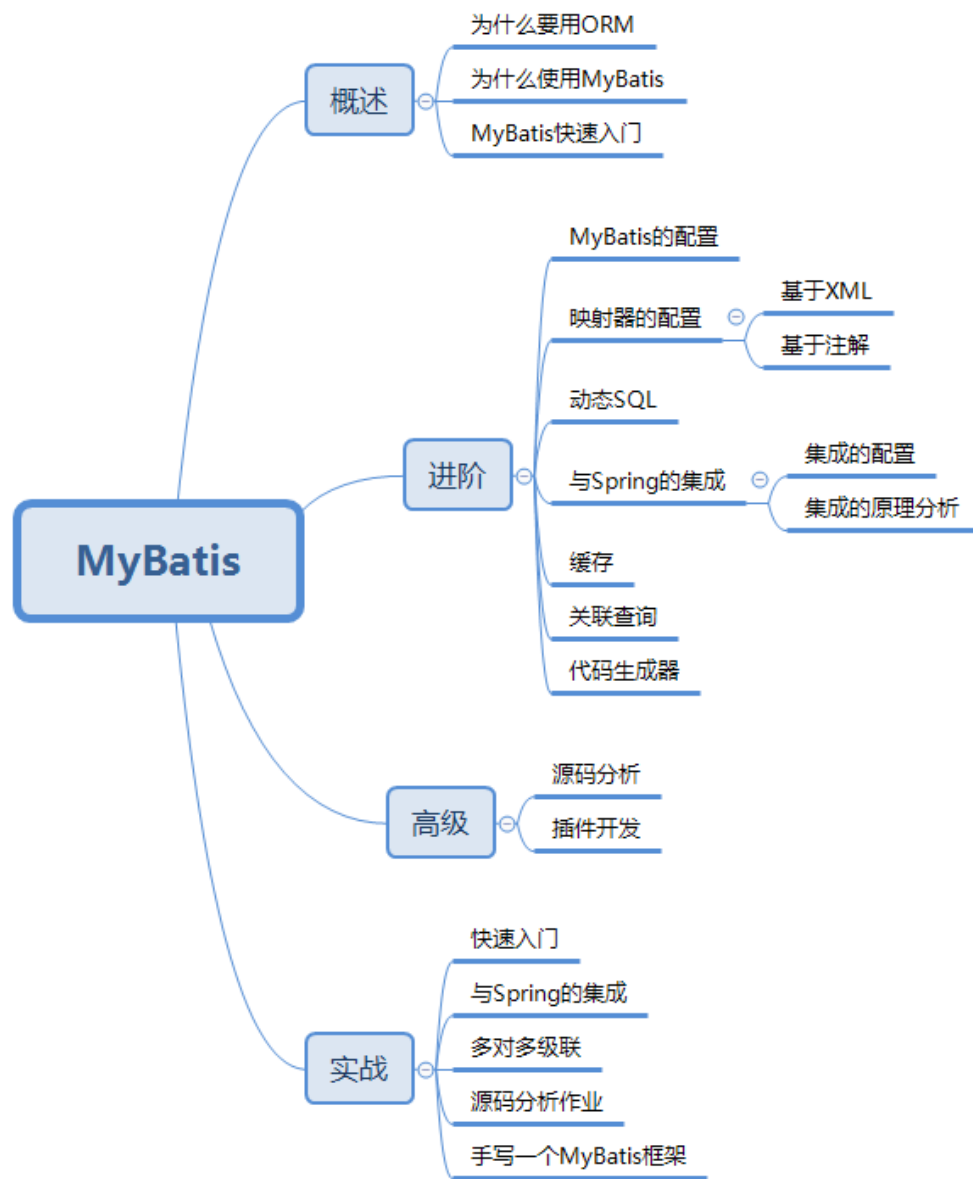 MyBatis
概述
为什么要用ORM
为什么使用MyBatis
MyBatis快速入门
进阶
MyBatis的配置
映射器的配置
基于XML
基于注解
动态SQL
与Spring的集成
集成的配置
集成的原理分析
缓存
关联查询
代码生成器
高级
源码分析
插件开发
实战
快速入门
与Spring的集成
多对多级联
源码分析作业
手写一个MyBatis框架